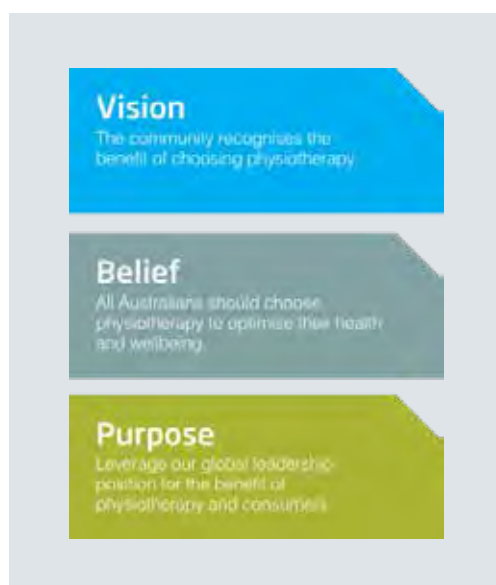 Vision
The community recognises the
benefit of choosing physiotherapy
Belief
All Australians should choose
physiotherapy to optimise their health
and wellbeing.
Purpose
Leverage our global leadership
position for the benefit of
physiotherapy and consumers